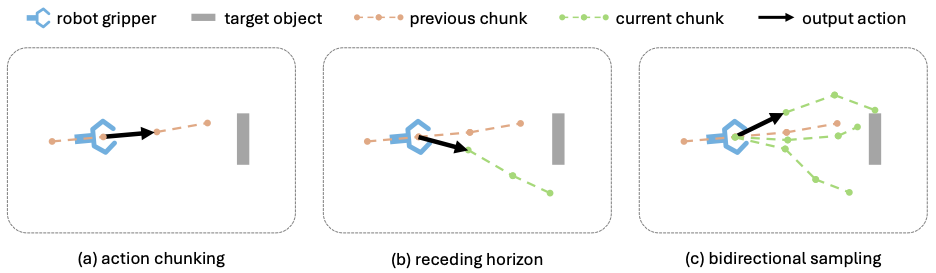 robot gripper target object previous chunk current chunk output action
(a) action chunking (b) receding horizon (c) bidirectional sampling